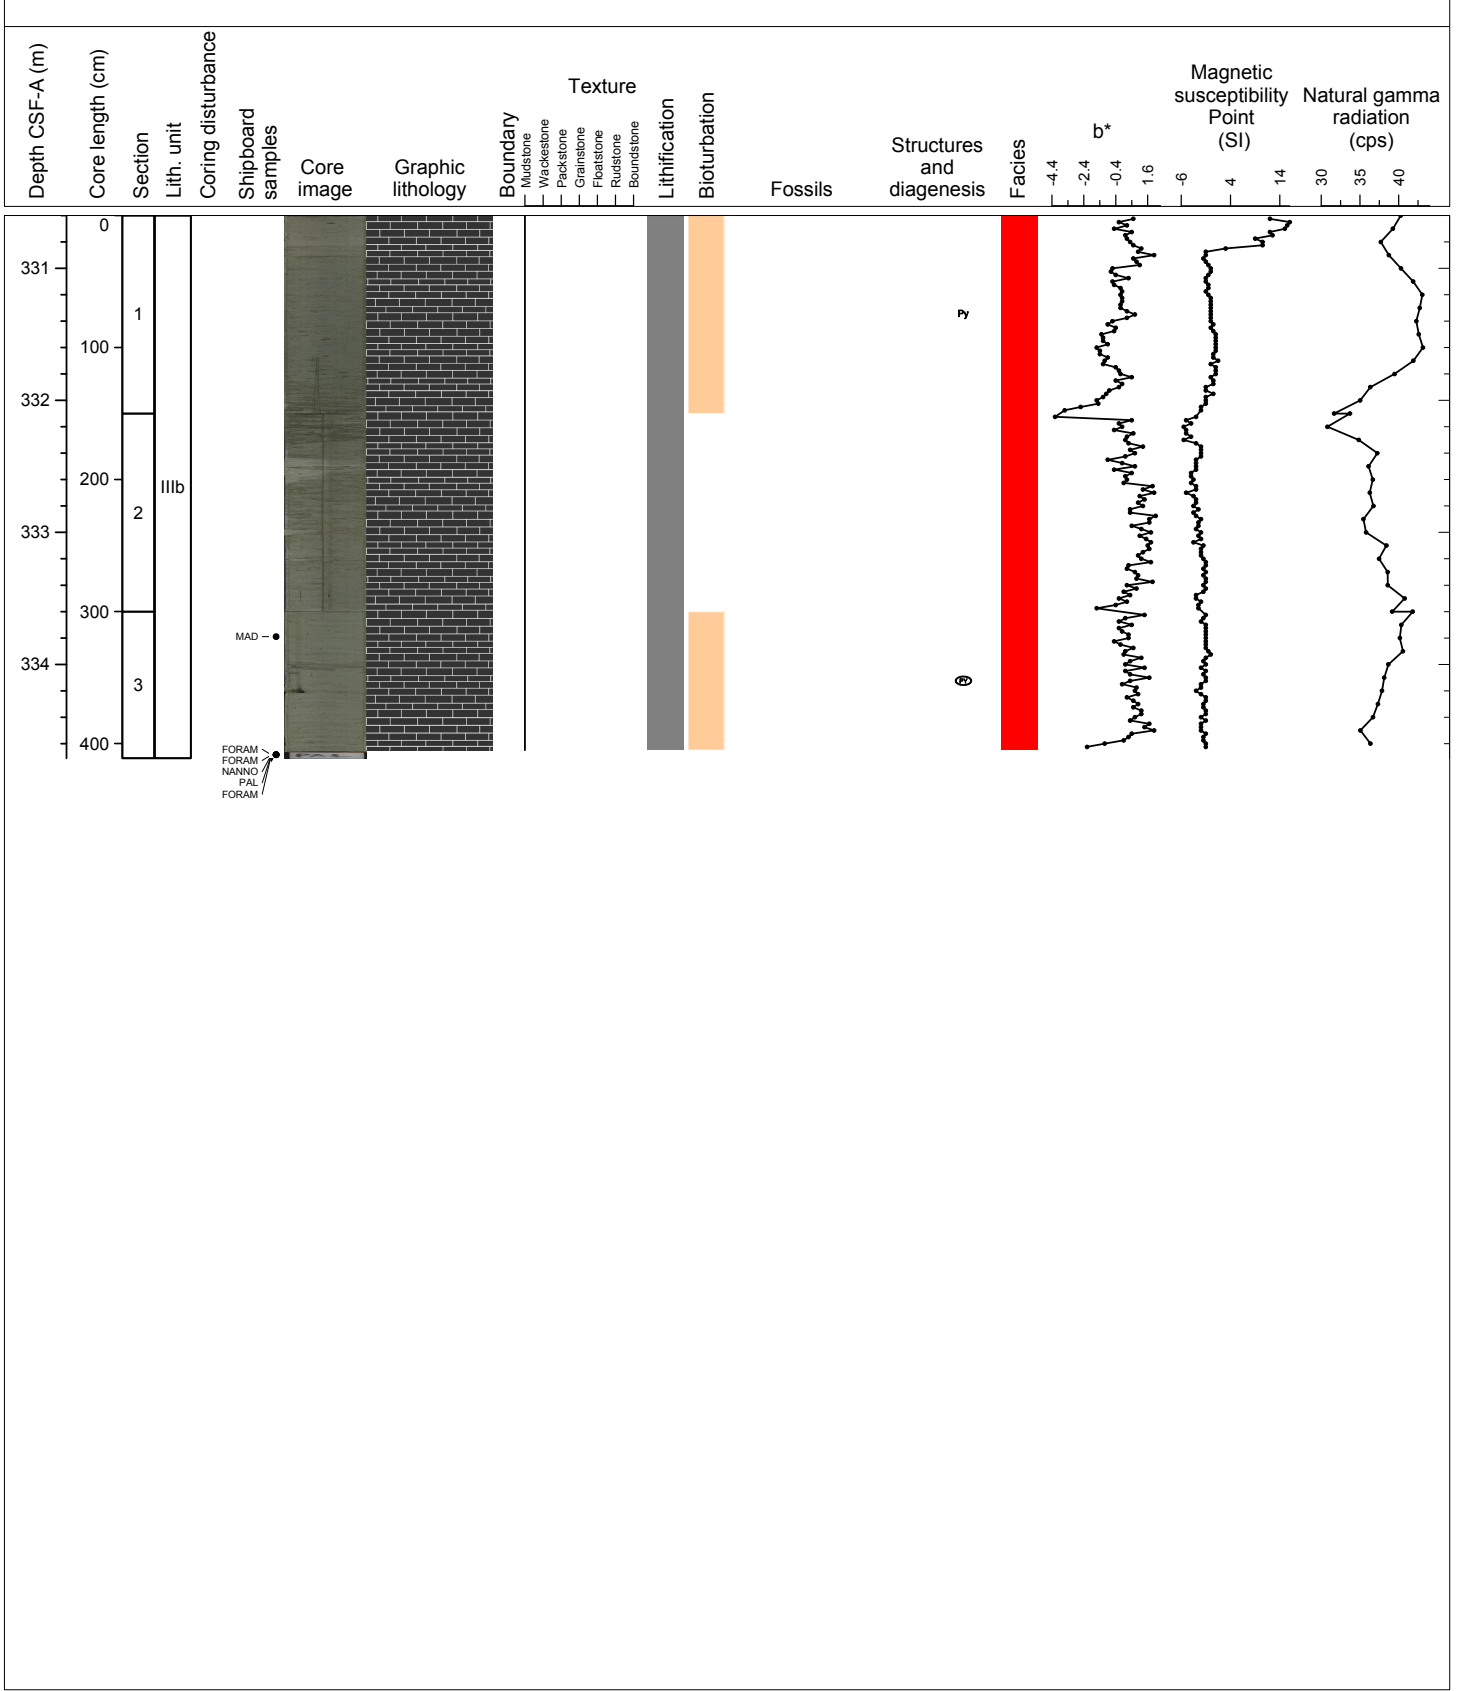 Depth CSF-A (m)
Core length (cm)
Section
Lith. unit
Coring disturbance
Shipboard
samples
Core
image
Graphic
lithology
Boundary
Texture
Mudstone
Wackestone
Packstone
Grainstone
Floatstone
Rudstone
Boundstone
Lithification
Bioturbation
Fossils
Structures
and
diagenesis
Facies
b*
-4.4
-2.4
-0.4
1.6
Magnetic
susceptibility
Point
(SI)
-6
4
14
Natural gamma
radiation
(cps)
30
35
40
331
332
333
334
0
100
200
300
400
1
2
3
IIIb
MAD
FORAM
FORAM
NANNO
PAL
FORAM
PAL
Py
Py